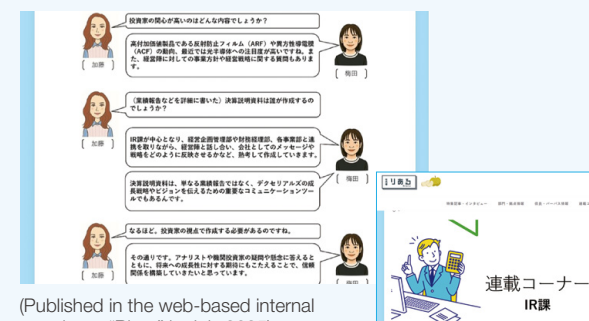 投資家の関心が高いのはどんな内容でしょうか？
[ 加藤 ]
高付加価値製品である反射防止フィルム（ARF）や異方性導電膜
（ACF）の動向、最近では光半導体への注目度が高いですね。ま
た、経営陣に対しての事業方針や経営戦略に関する質問もありま
す。
[ 梅田 ]
（業績報告などを詳細に書いた）決算説明資料は誰が作成するの
でしょうか？
[ 加藤 ]
IR課が中心となり、経営企画管理部や財務経理部、各事業部と連
携を取りながら、経営陣と話し合い、会社としてのメッセージや
戦略をどのように反映させるかなど、熟考して作成していきます。
[ 梅田 ]
決算説明資料は、単なる業績報告ではなく、デクセリアルズの成
長戦略やビジョンを伝えるための重要なコミュニケーションツー
ルでもあるんです。
なるほど。投資家の視点で作成する必要があるのですね。
[ 加藤 ]
その通りです。アナリストや機関投資家の疑問や懸念に答えると
ともに、将来への成長性に対する期待にもこたえることで、信頼
関係を構築していきたいと思っています。
[ 梅田 ]
(Published in the web-based internal
連載コーナー
IR課